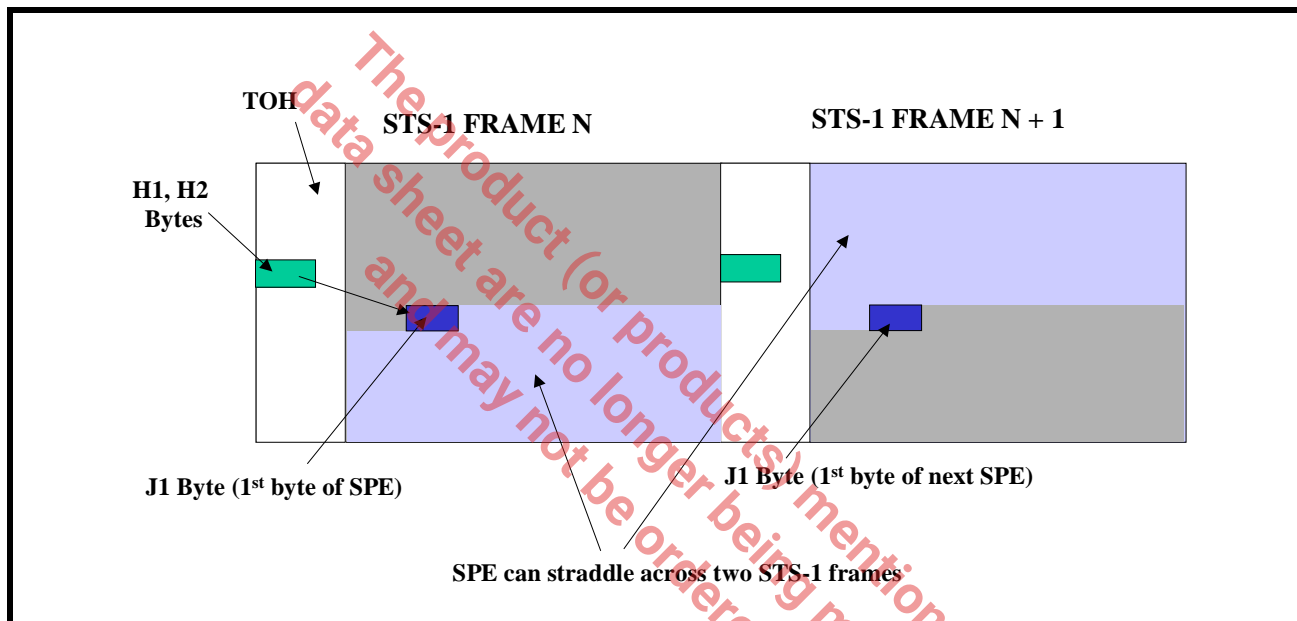 TOH
STS-1 FRAME N
STS-1 FRAME N + 1
H1, H2
Bytes
J1 Byte (1st byte of SPE)
J1 Byte (1st byte of next SPE)
SPE can straddle across two STS-1 frames
The product (or products) mention
data sheet are no longer being m
and may not be ordere